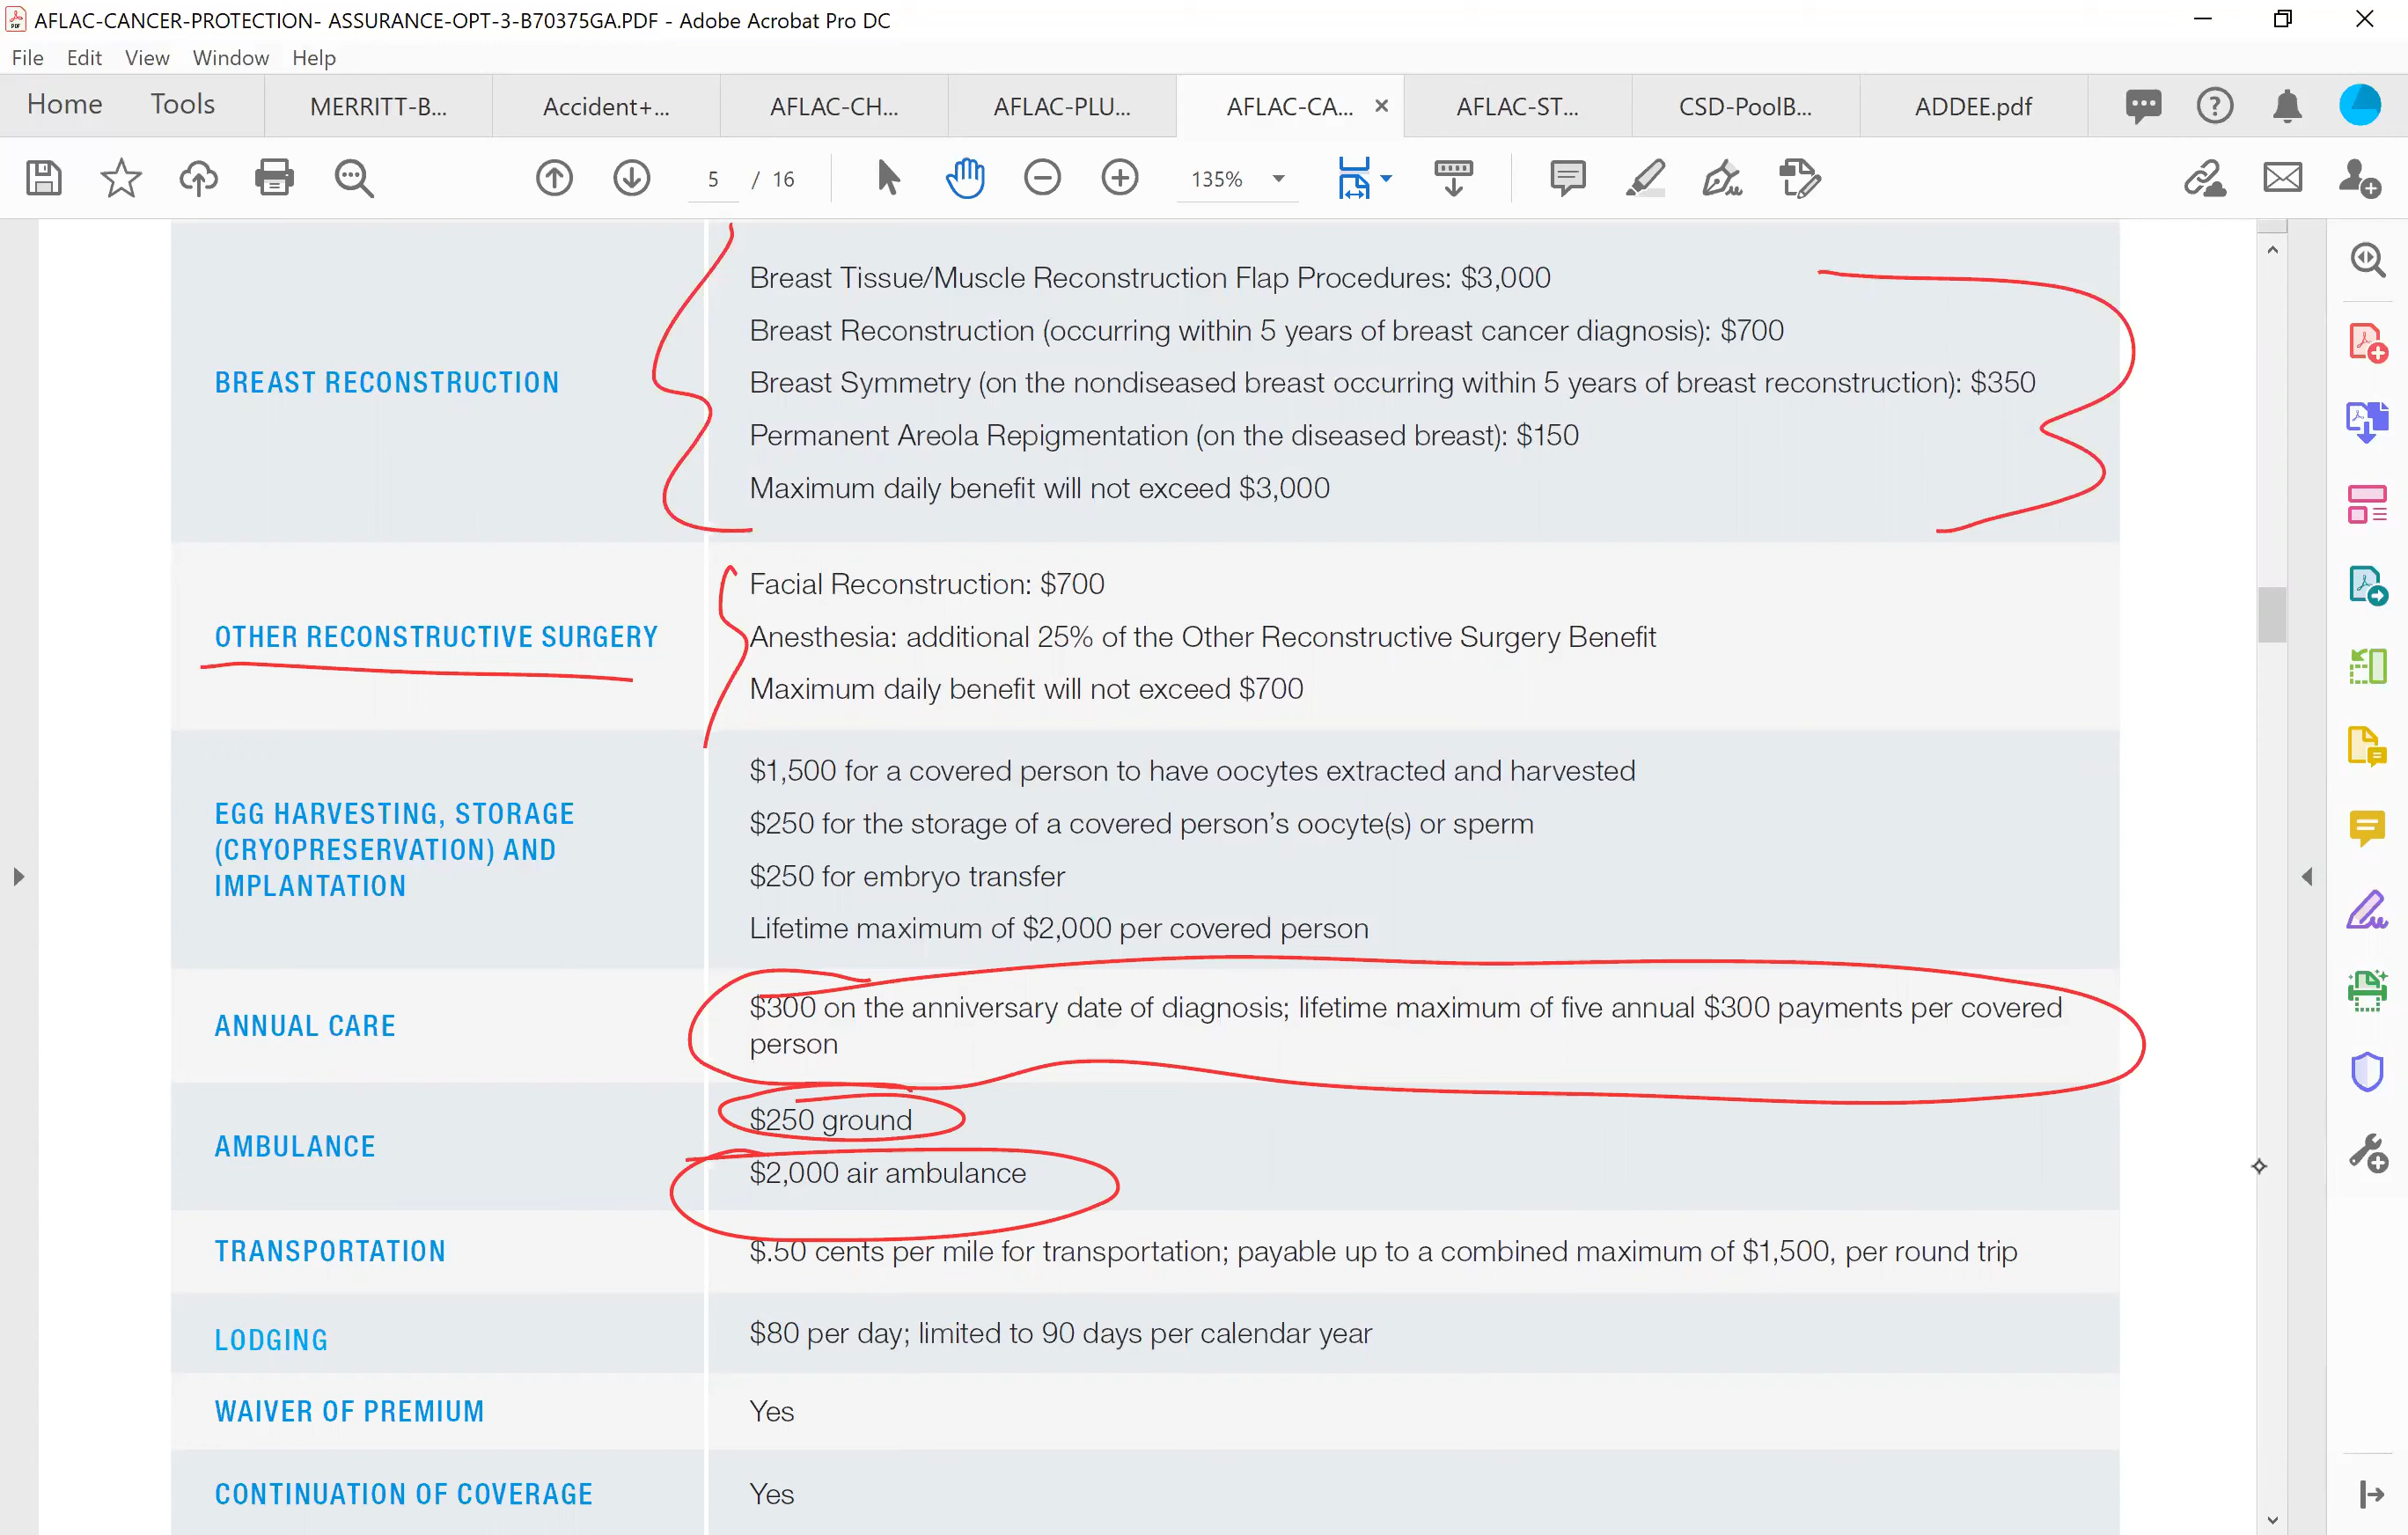 AFLAC-CANCER-PROTECTION- ASSURANCE-OPT-3-B70375GA.PDF - Adobe Acrobat Pro DC
File Edit View Window Help
Home Tools MERRITT-B... Accident+... AFLAC-CH... AFLAC-PLU... AFLAC-CA... AFLAC-ST... CSD-PoolB... ADDEE.pdf
5 / 16 135%
BREAST RECONSTRUCTION
Breast Tissue/Muscle Reconstruction Flap Procedures: $3,000
Breast Reconstruction (occurring within 5 years of breast cancer diagnosis): $700
Breast Symmetry (on the nondiseased breast occurring within 5 years of breast reconstruction): $350
Permanent Areola Repigmentation (on the diseased breast): $150
Maximum daily benefit will not exceed $3,000
OTHER RECONSTRUCTIVE SURGERY
Facial Reconstruction: $700
Anesthesia: additional 25% of the Other Reconstructive Surgery Benefit
Maximum daily benefit will not exceed $700
EGG HARVESTING, STORAGE
(CRYOPRESERVATION) AND
IMPLANTATION
$1,500 for a covered person to have oocytes extracted and harvested
$250 for the storage of a covered person's oocyte(s) or sperm
$250 for embryo transfer
Lifetime maximum of $2,000 per covered person
ANNUAL CARE
$300 on the anniversary date of diagnosis; lifetime maximum of five annual $300 payments per covered
person
AMBULANCE
$250 ground
$2,000 air ambulance
TRANSPORTATION
$.50 cents per mile for transportation; payable up to a combined maximum of $1,500, per round trip
LODGING
$80 per day; limited to 90 days per calendar year
WAIVER OF PREMIUM
Yes
CONTINUATION OF COVERAGE
Yes